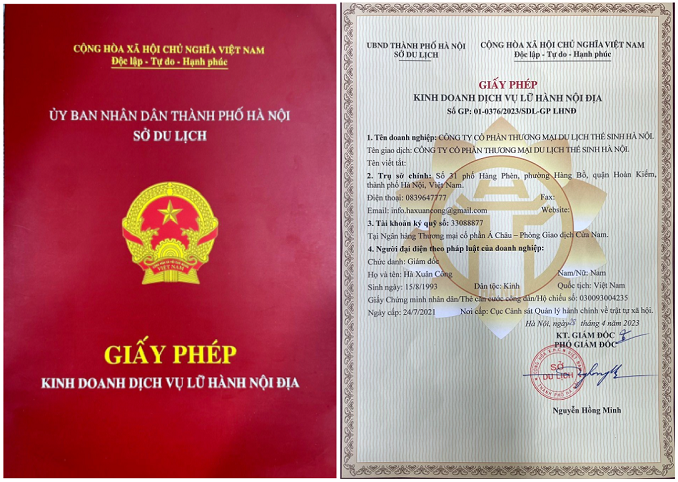 CỘNG HÒA XÃ HỘI CHỦ NGHĨA VIỆT NAM
Độc lập - Tự do - Hạnh phúc
ỦY BAN NHÂN DÂN THÀNH PHỐ HÀ NỘI
SỞ DU LỊCH
VIỆT NAM
GIẤY PHÉP
KINH DOANH DỊCH VỤ LỮ HÀNH NỘI ĐỊA
UBND THÀNH PHỐ HÀ NỘI
SỞ DU LỊCH
CỘNG HÒA XÃ HỘI CHỦ NGHĨA VIỆT NAM
Độc lập - Tự do - Hạnh phúc
GIẤY PHÉP
KINH DOANH DỊCH VỤ LỮ HÀNH NỘI ĐỊA
Số GP: 01-0376/2023/SDL-GP LHNĐ
1. Tên doanh nghiệp: CÔNG TY CỔ PHẦN THƯƠNG MẠI DU LỊCH THẾ SINH HÀ NỘI.
Tên giao dịch: CÔNG TY CỔ PHẦN THƯƠNG MẠI DU LỊCH THẾ SINH HÀ NỘI.
Tên viết tắt:
2. Trụ sở chính: Số 31 phố Hàng Phèn, phường Hàng Bồ, quận Hoàn Kiếm,
thành phố Hà Nội, Việt Nam.
Điện thoại: 0839647777 Fax:
Email: info.haxuancong@gmail.com Website:
3. Tài khoản ký quỹ số: 33088877
Tại Ngân hàng Thương mại cổ phần Á Châu – Phòng Giao dịch Cửa Nam.
4. Người đại diện theo pháp luật của doanh nghiệp:
Chức danh: Giám đốc
Họ và tên: Hà Xuân Công Nam/Nữ: Nam
Sinh ngày: 15/8/1993 Dân tộc: Kinh Quốc tịch: Việt Nam
Giấy Chứng minh nhân dân/Thẻ căn cước công dân/Hộ chiếu số: 030093004235
Ngày cấp: 24/7/2021 Nơi cấp: Cục Cảnh sát Quản lý hành chính về trật tự xã hội.
Hà Nội, ngày tháng 4 năm 2023
KT. GIÁM ĐỐC
PHÓ GIÁM ĐỐC
SỞ
DU LỊCH
Nguyễn Hồng Minh